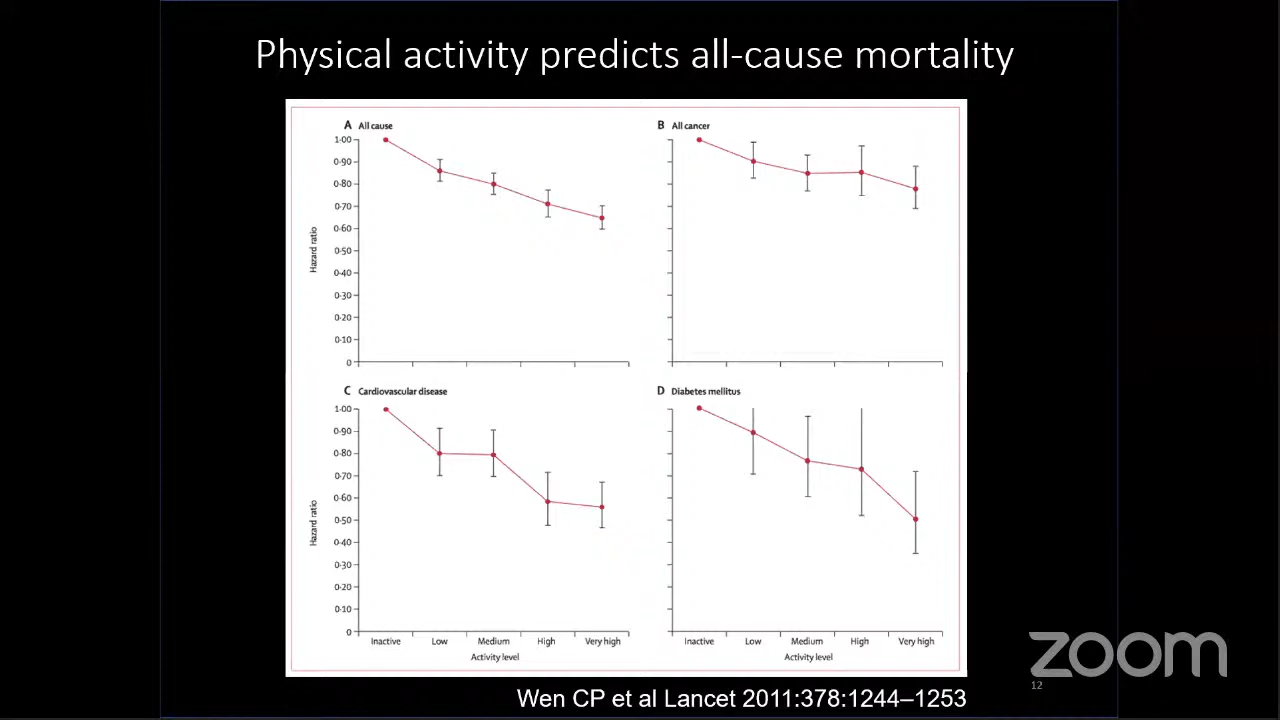 Physical activity predicts all-cause mortality
A All cause
1·00
0·90
0·80
0·70
0·60
0·50
0·40
0·30
0·20
0·10
0
Hazard ratio
B All cancer
C Cardiovascular disease
1·00
0·90
0·80
0·70
0·60
0·50
0·40
0·30
0·20
0·10
0
Hazard ratio
Inactive Low Medium High Very high
Activity level
D Diabetes mellitus
Inactive Low Medium High Very high
Activity level
Wen CP et al Lancet 2011:378:1244–1253
zoom
12